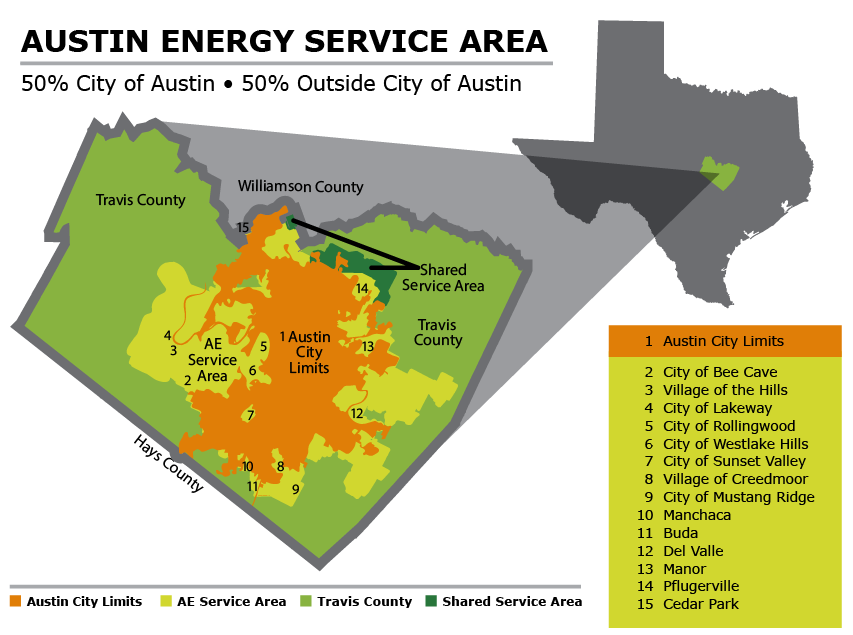 AUSTIN ENERGY SERVICE AREA
50% City of Austin • 50% Outside City of Austin
Travis County
Williamson County
15
Shared
Service Area
14
Travis
County
4
3
AE
Service
Area
2
5
6
1 Austin
City
Limits
13
7
12
Hays County
10
8
11
9
1 Austin City Limits
2 City of Bee Cave
3 Village of the Hills
4 City of Lakeway
5 City of Rollingwood
6 City of Westlake Hills
7 City of Sunset Valley
8 Village of Creedmoor
9 City of Mustang Ridge
10 Manchaca
11 Buda
12 Del Valle
13 Manor
14 Pflugerville
15 Cedar Park
Austin City Limits AE Service Area Travis County Shared Service Area